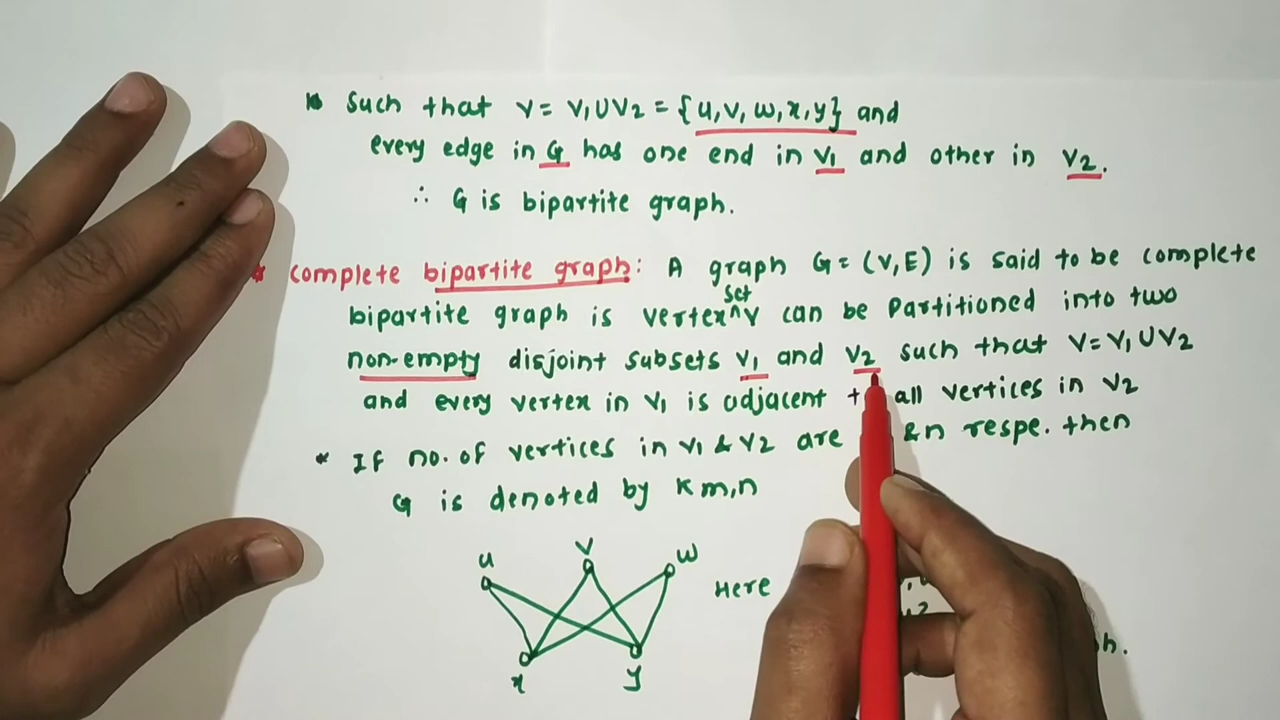 Such that V = V1 U V2 = {u, v, w, x, y} and
every edge in G has one end in V1 and other in V2.
∴ G is bipartite graph.
* complete bipartite graph: A graph G = (V, E) is said to be complete
set
bipartite graph is vertex ^ V can be partitioned into two
non-empty disjoint subsets V1 and V2 such that V = V1 U V2
and every vertex in V1 is adjacent all vertices in V2
* If no. of vertices in V1 & V2 are & n respe. then
G is denoted by K m,n
u v w
Here
x y